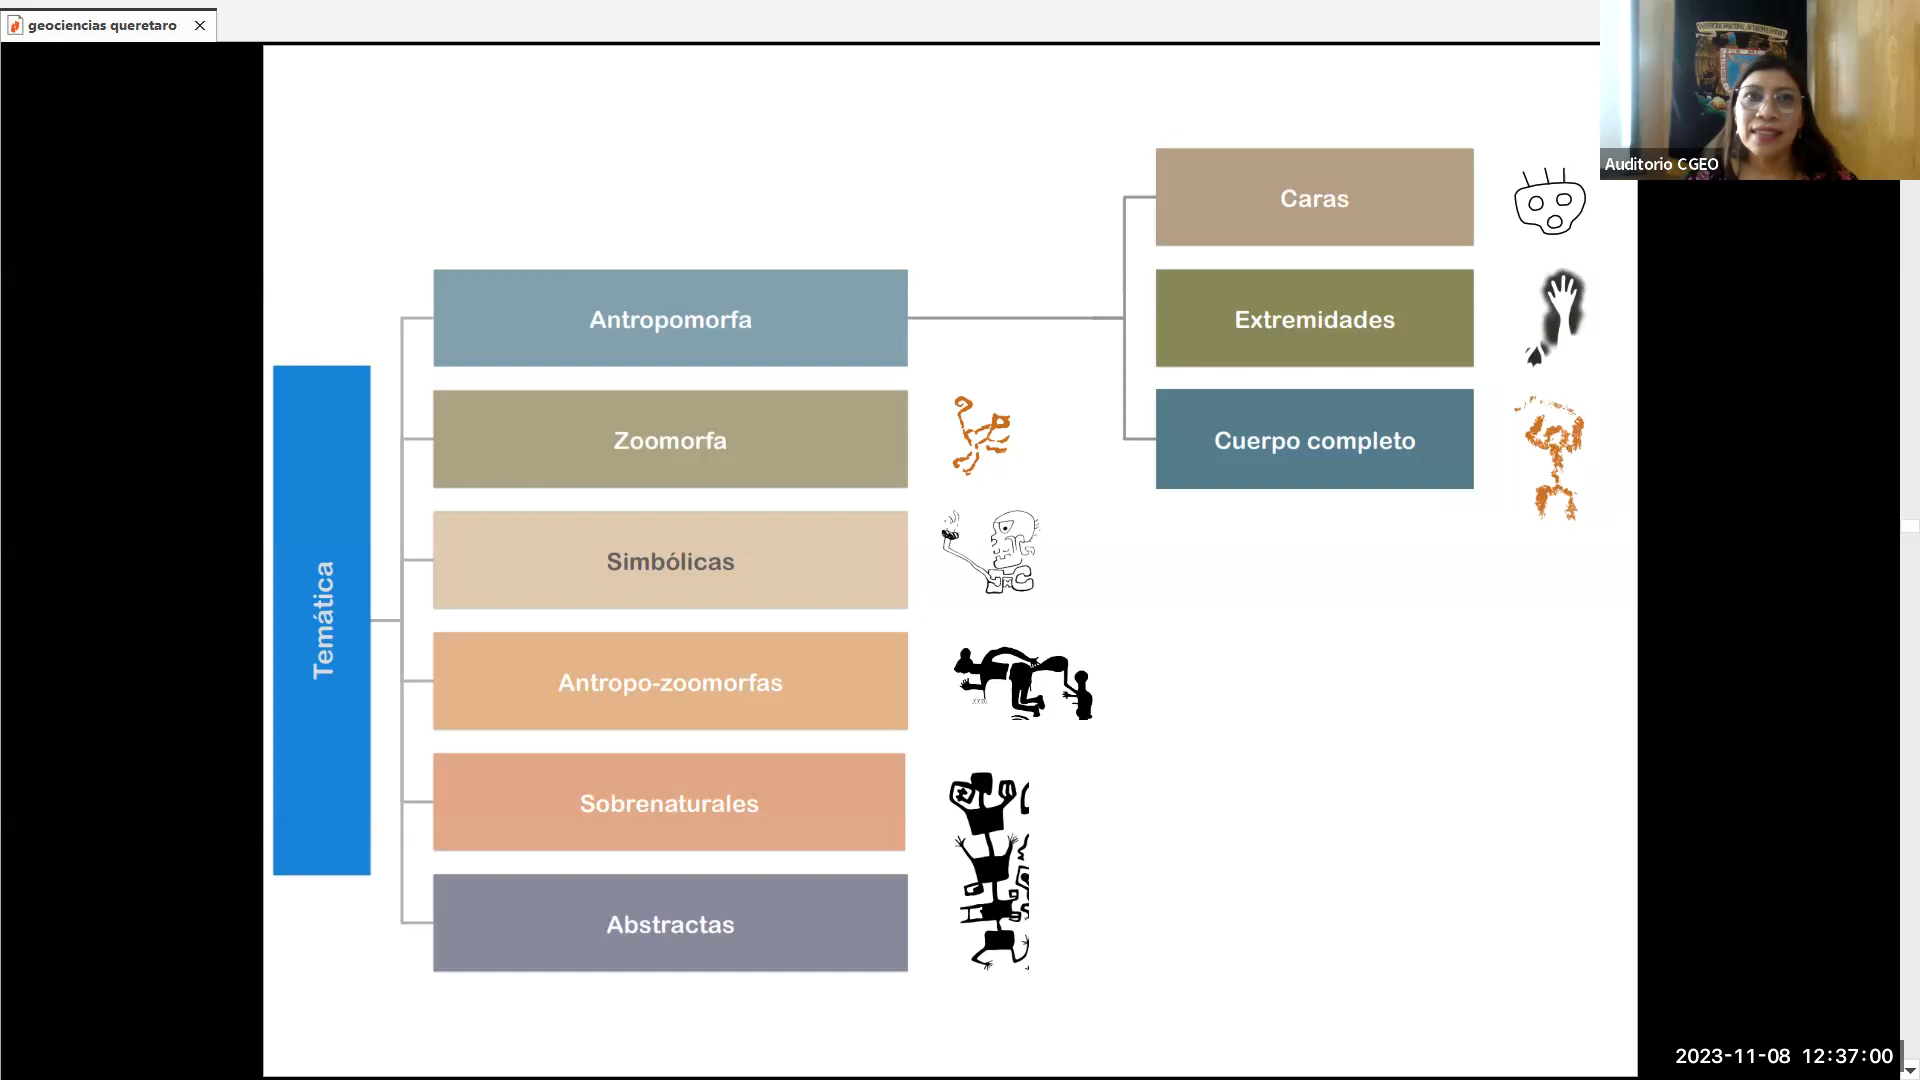 geociencias queretaro
Auditorio CGEO
Temática
Antropomorfa
Zoomorfa
Simbólicas
Antropo-zoomorfas
Sobrenaturales
Abstractas
Caras
Extremidades
Cuerpo completo
2023-11-08 12:37:00